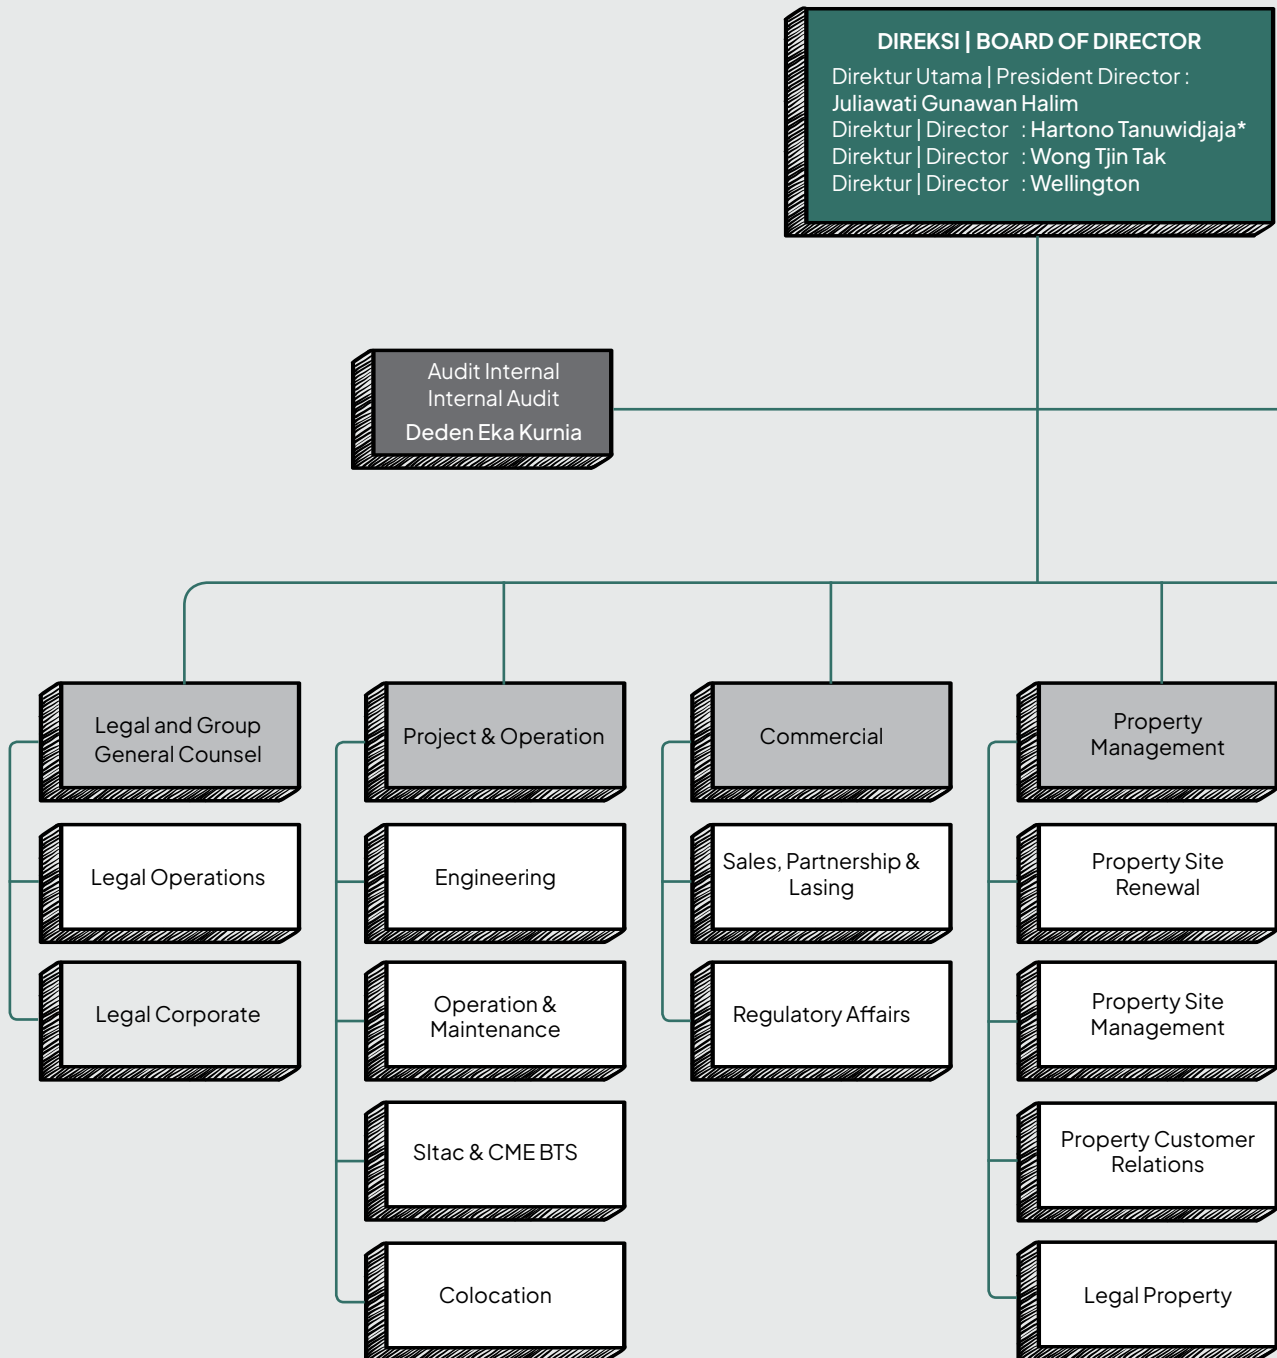 DIREKSI | BOARD OF DIRECTOR
Direktur Utama | President Director :
Juliawati Gunawan Halim
Direktur | Director : Hartono Tanuwidjaja*
Direktur | Director : Wong Tjin Tak
Direktur | Director : Wellington
Audit Internal
Internal Audit
Deden Eka Kurnia
Legal and Group
General Counsel
Legal Operations
Legal Corporate
Project & Operation
Engineering
Operation &
Maintenance
SItac & CME BTS
Colocation
Commercial
Sales, Partnership &
Lasing
Regulatory Affairs
Property
Management
Property Site
Renewal
Property Site
Management
Property Customer
Relations
Legal Property